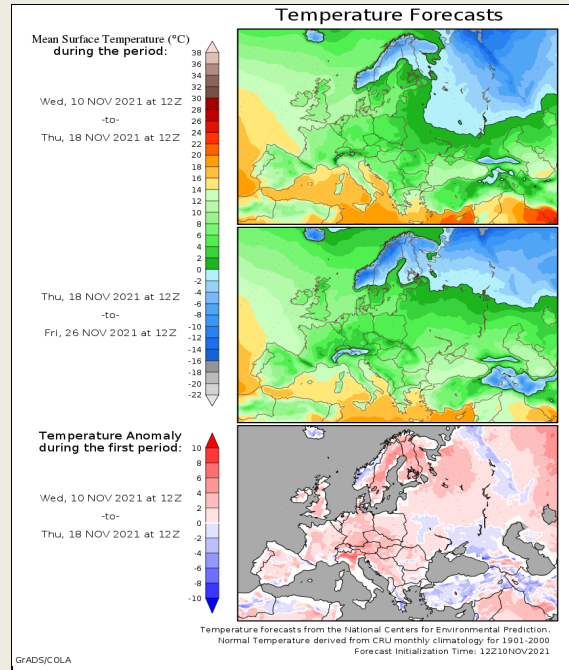 Temperature Forecasts
Mean Surface Temperature (°C)
during the period:
Wed, 10 NOV 2021 at 12Z
-to-
Thu, 18 NOV 2021 at 12Z
38
36
34
32
30
28
26
24
22
20
18
16
14
12
10
8
6
4
2
0
-2
-4
-6
-8
-10
-12
-14
-16
-18
-20
-22
Thu, 18 NOV 2021 at 12Z
-to-
Fri, 26 NOV 2021 at 12Z
Temperature Anomaly
during the first period:
Wed, 10 NOV 2021 at 12Z
-to-
Thu, 18 NOV 2021 at 12Z
10
8
6
4
2
0
-2
-4
-6
-8
-10
Temperature forecasts from the National Centers for Environmental Prediction.
Normal Temperature derived from CRU monthly climatology for 1901-2000
Forecast Initialization Time: 12Z10NOV2021
GrADS/COLA